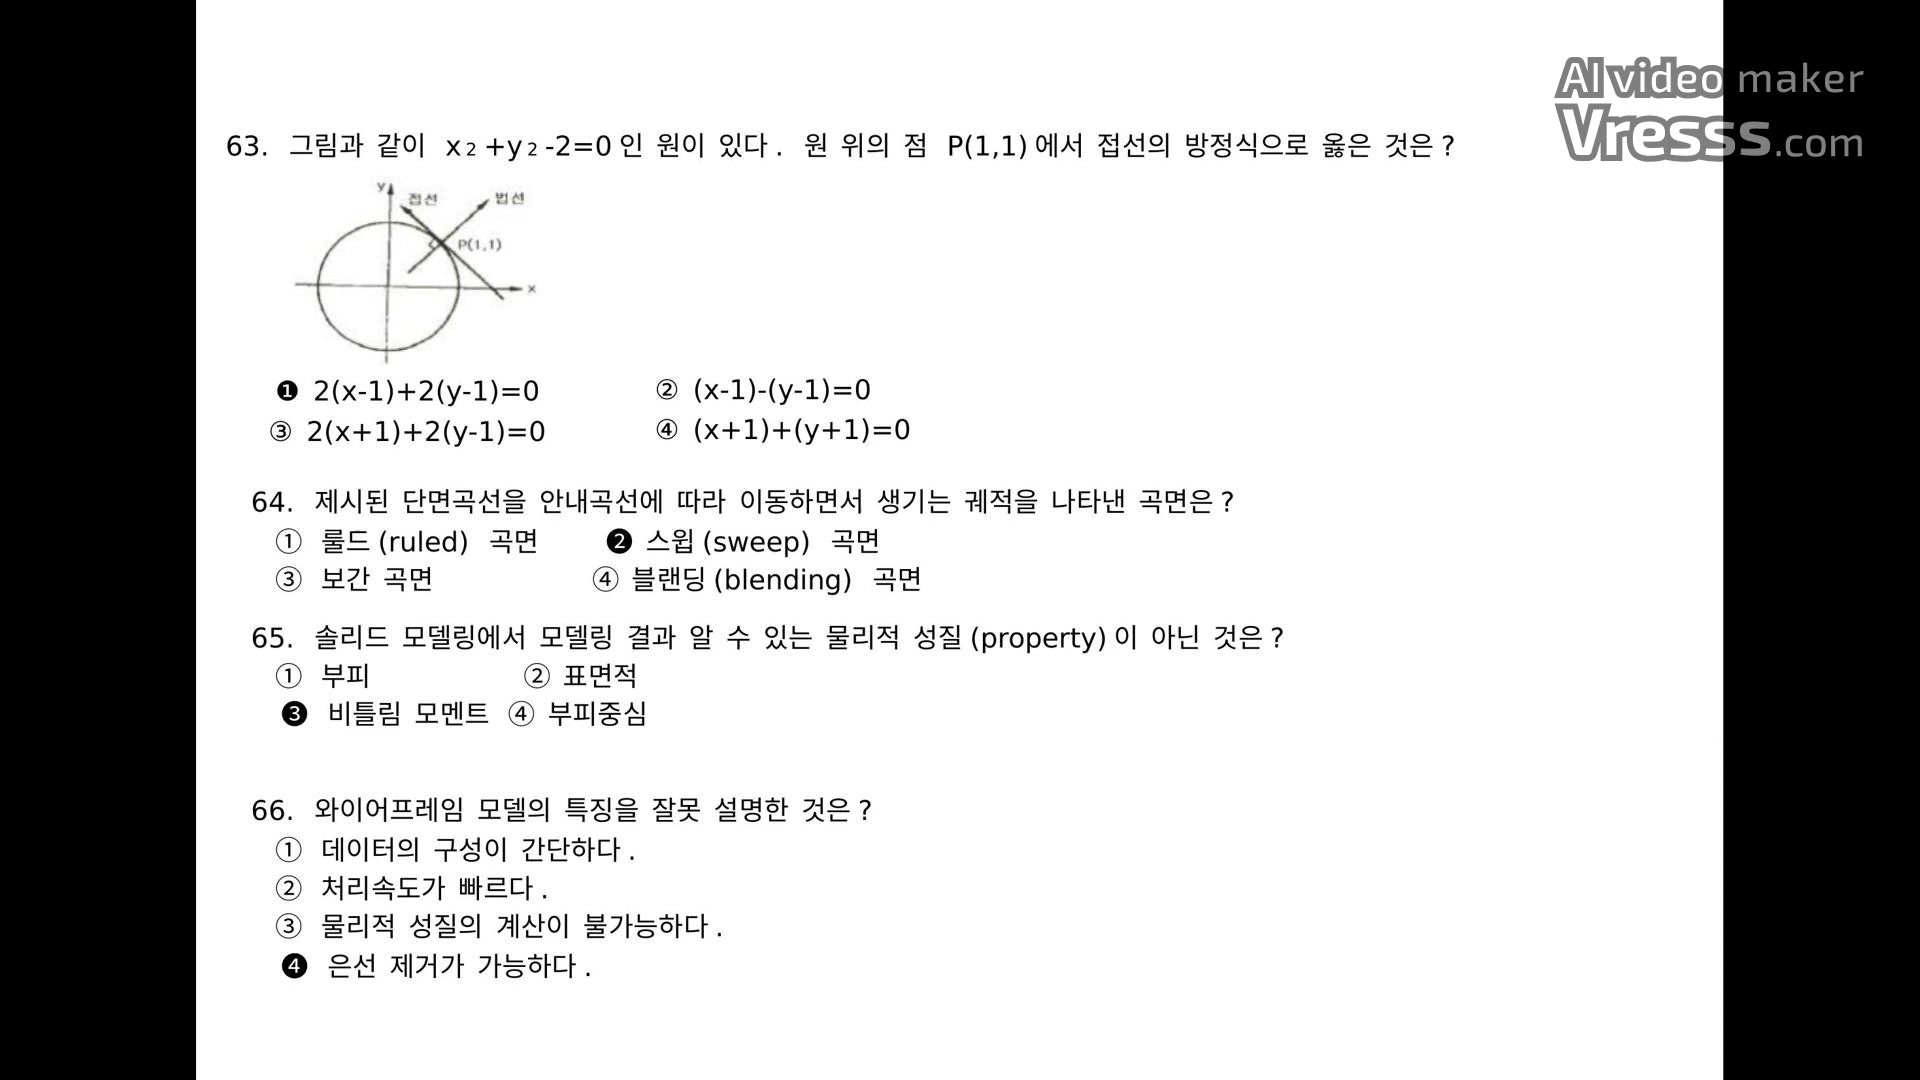 AI video maker
Vresss.com
63. 그림과 같이 x2+y2-2=0인 원이 있다. 원 위의 점 P(1,1)에서 접선의 방정식으로 옳은 것은?
y 접선 법선
P(1,1)
x
❶ 2(x-1)+2(y-1)=0 ② (x-1)-(y-1)=0
③ 2(x+1)+2(y-1)=0 ④ (x+1)+(y+1)=0
64. 제시된 단면곡선을 안내곡선에 따라 이동하면서 생기는 궤적을 나타낸 곡면은?
① 룰드(ruled) 곡면 ❷ 스윕(sweep) 곡면
③ 보간 곡면 ④ 블랜딩(blending) 곡면
65. 솔리드 모델링에서 모델링 결과 알 수 있는 물리적 성질(property)이 아닌 것은?
① 부피 ② 표면적
❸ 비틀림 모멘트 ④ 부피중심
66. 와이어프레임 모델의 특징을 잘못 설명한 것은?
① 데이터의 구성이 간단하다.
② 처리속도가 빠르다.
③ 물리적 성질의 계산이 불가능하다.
❹ 은선 제거가 가능하다.